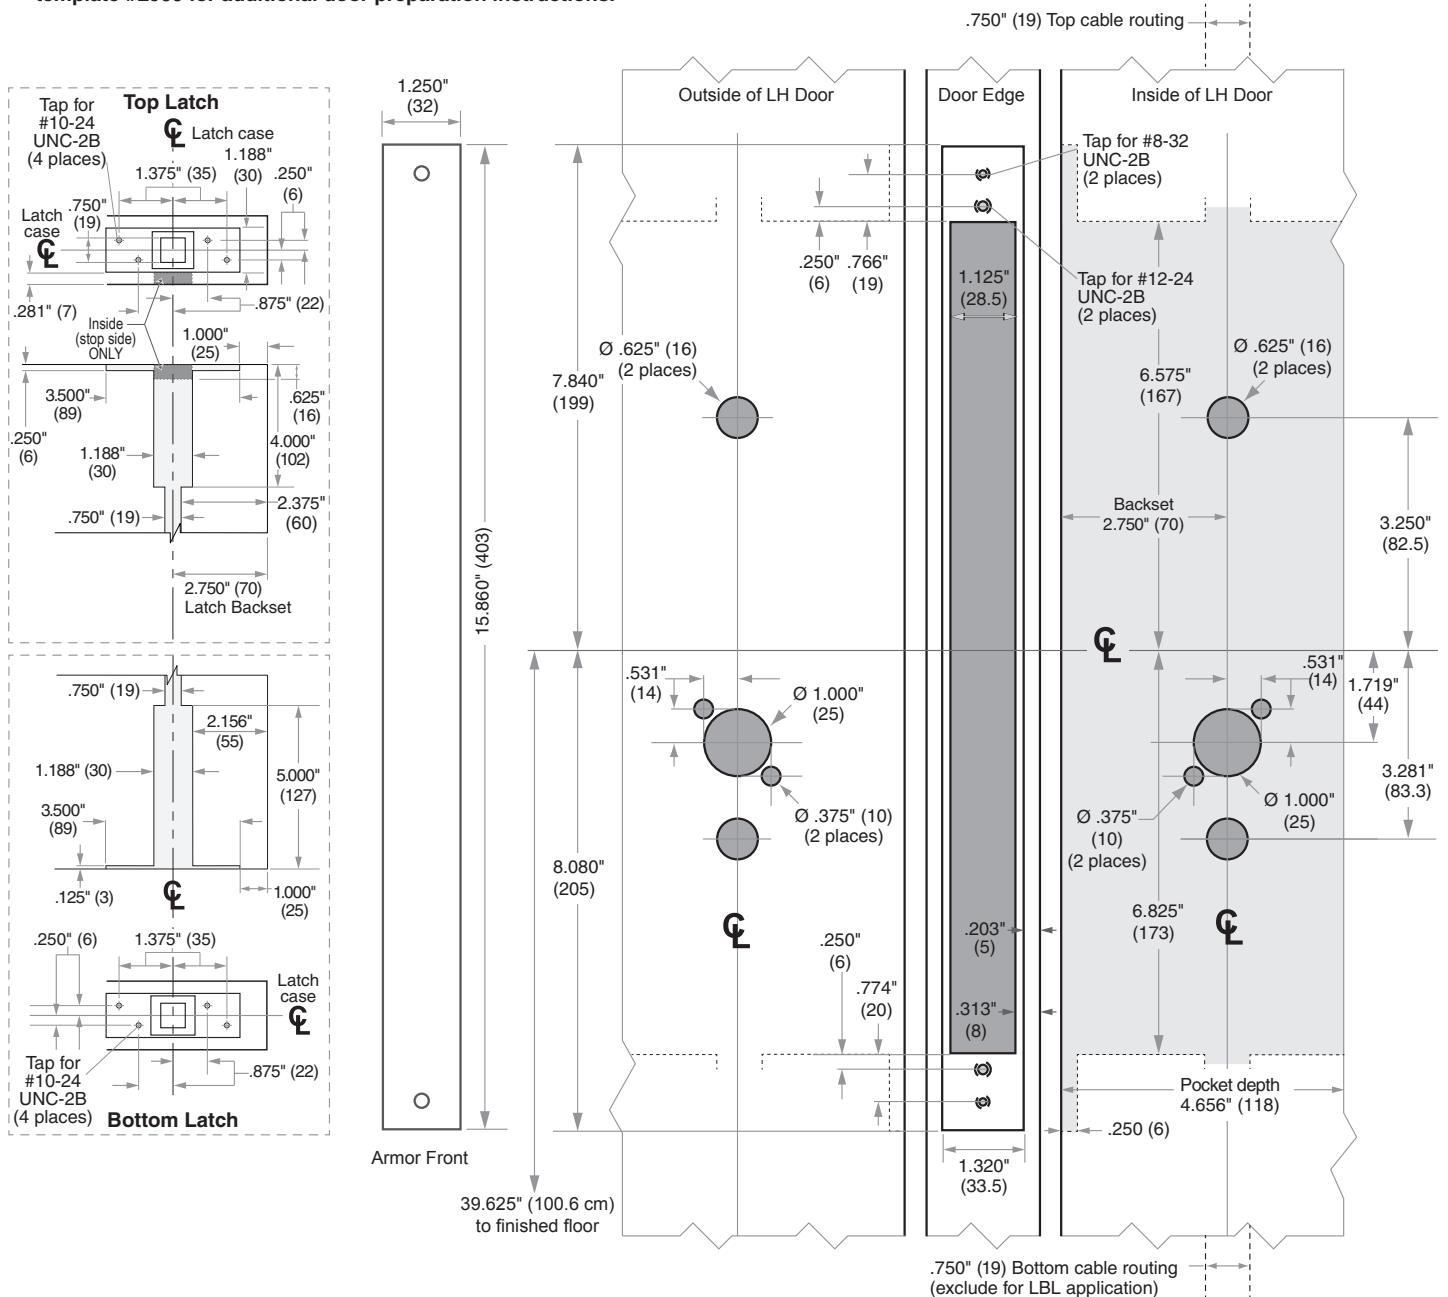 .750" (19) Top cable routing
Top Latch
Tap for
#10-24
UNC-2B
(4 places)
℄ Latch case
1.375" (35)
1.188"
(30)
.250"
(6)
.750"
(19)
Latch
case
℄
.281" (7)
.875" (22)
Inside
(stop side)
ONLY
1.000"
(25)
3.500"
(89)
.625"
(16)
.250"
(6)
1.188"
(30)
4.000"
(102)
.750" (19)
2.375"
(60)
2.750" (70)
Latch Backset
.750" (19)
2.156"
(55)
1.188" (30)
5.000"
(127)
3.500"
(89)
.125" (3)
℄
1.000"
(25)
.250" (6)
1.375" (35)
Latch
case
℄
Tap for
#10-24
UNC-2B
(4 places)
.875" (22)
Bottom Latch
1.250"
(32)
15.860" (403)
Armor Front
39.625" (100.6 cm)
to finished floor
Outside of LH Door
Door Edge
Inside of LH Door
7.840"
(199)
8.080"
(205)
.250"
(6)
.766"
(19)
Ø .625" (16)
(2 places)
.531"
(14)
Ø 1.000"
(25)
Ø .375" (10)
(2 places)
℄
.250"
(6)
.774"
(20)
1.125"
(28.5)
.203"
(5)
.313"
(8)
1.320"
(33.5)
Tap for #8-32
UNC-2B
(2 places)
Tap for #12-24
UNC-2B
(2 places)
Ø .625" (16)
(2 places)
6.575"
(167)
Backset
2.750" (70)
3.250"
(82.5)
℄
.531"
(14)
1.719"
(44)
3.281"
(83.3)
Ø 1.000"
(25)
Ø .375"
(10)
(2 places)
6.825"
(173)
℄
Pocket depth
4.656" (118)
.250 (6)
.750" (19) Bottom cable routing
(exclude for LBL application)